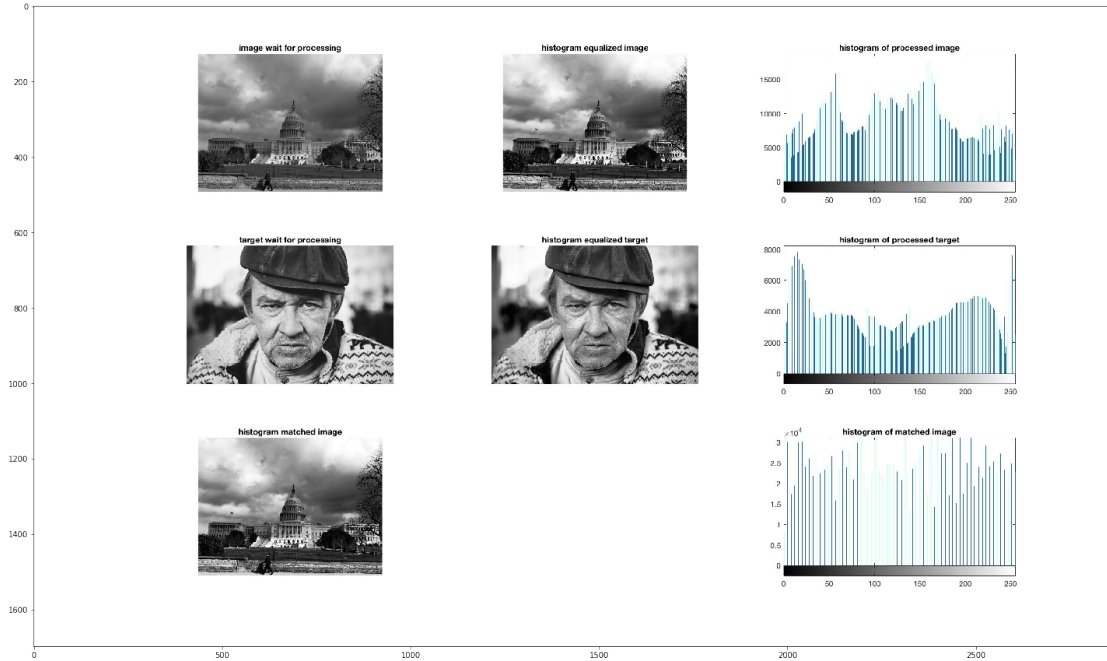 0
200
400
600
800
1000
1200
1400
1600
0
500
1000
1500
2000
2500
image wait for processing
histogram equalized image
histogram of processed image
15000
10000
5000
0
0 50 100 150 200 250
target wait for processing
histogram equalized target
histogram of processed target
8000
6000
4000
2000
0
0 50 100 150 200 250
histogram matched image
histogram of matched image
×10⁴
3
2.5
2
1.5
1
0.5
0
0 50 100 150 200 250